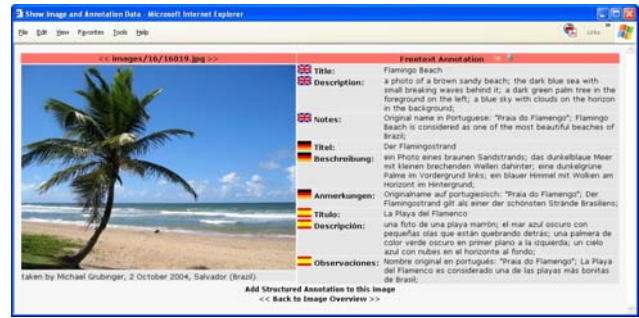 Show Image and Annotation Data - Microsoft Internet Explorer
File Edit View Favorites Tools Help
Links
<< images/16/16019.jpg >>
Freetext Annotation
Title: Flamingo Beach
Description: a photo of a brown sandy beach; the dark blue sea with
small breaking waves behind it; a dark green palm tree in the
foreground on the left; a blue sky with clouds on the horizon
in the background;
Notes: Original name in Portuguese: "Praia do Flamengo"; Flamingo
Beach is considered as one of the most beautiful beaches of
Brazil;
Titel: Der Flamingostrand
Beschreibung: ein Photo eines braunen Sandstrands; das dunkelblaue Meer
mit kleinen brechenden Wellen dahinter; eine dunkelgrüne
Palme im Vordergrund links; ein blauer Himmel mit Wolken am
Horizont im Hintergrund;
Anmerkungen: Originalname auf portugiesisch: "Praia do Flamengo"; Der
Flamingostrand gilt als einer der schönsten Strände Brasiliens;
Título: La Playa del Flamenco
Descripción: una foto de una playa marrón; el mar azul oscuro con
pequeñas olas que están quebrando detrás; una palmera de
color verde oscuro en primer plano a la izquierda; un cielo
azul con nubes en el horizonte al fondo;
Observaciones: Nombre original en portugués: "Praia do Flamengo"; La Playa
del Flamenco es considerado una de las playas más bonitas
de Brasil;
taken by Michael Grubinger, 2 October 2004, Salvador (Brazil)
Add Structured Annotation to this image
<< Back to Image Overview >>